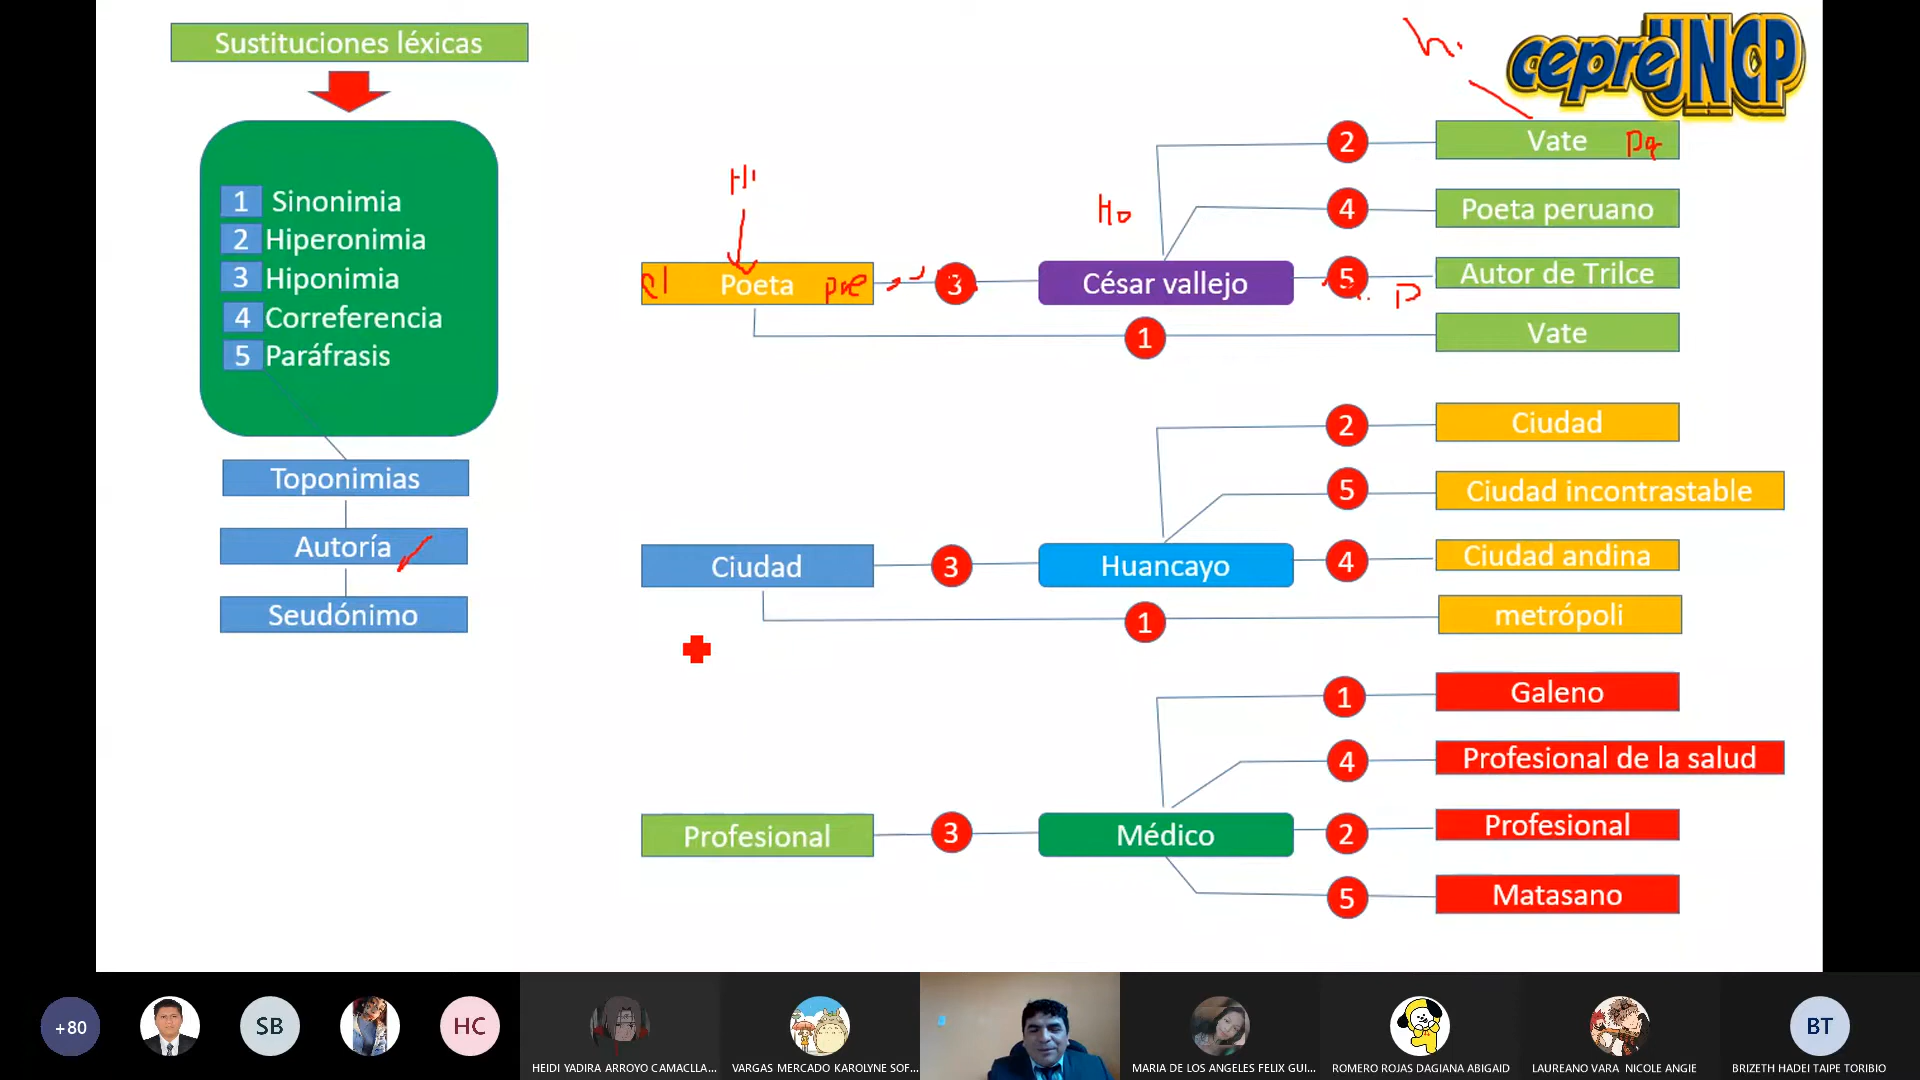 Sustituciones léxicas
1 Sinonimia
2 Hiperonimia
3 Hiponimia
4 Correferencia
5 Paráfrasis
Toponimias
Autoría
Seudónimo
cepreUNCP
h.
Hi
Ho
2 Vate
4 Poeta peruano
el Poeta pre 3 César vallejo 5 P Autor de Trilce
1 Vate
2 Ciudad
5 Ciudad incontrastable
Ciudad 3 Huancayo 4 Ciudad andina
1 metrópoli
1 Galeno
4 Profesional de la salud
Profesional 3 Médico 2 Profesional
5 Matasano
+80
SB
HC
HEIDI YADIRA ARROYO CAMACLLA...
VARGAS MERCADO KAROLYNE SOF...
MARIA DE LOS ANGELES FELIX GUI...
ROMERO ROJAS DAGIANA ABIGAID
LAUREANO VARA NICOLE ANGIE
BT
BRIZETH HADEI TAIPE TORIBIO